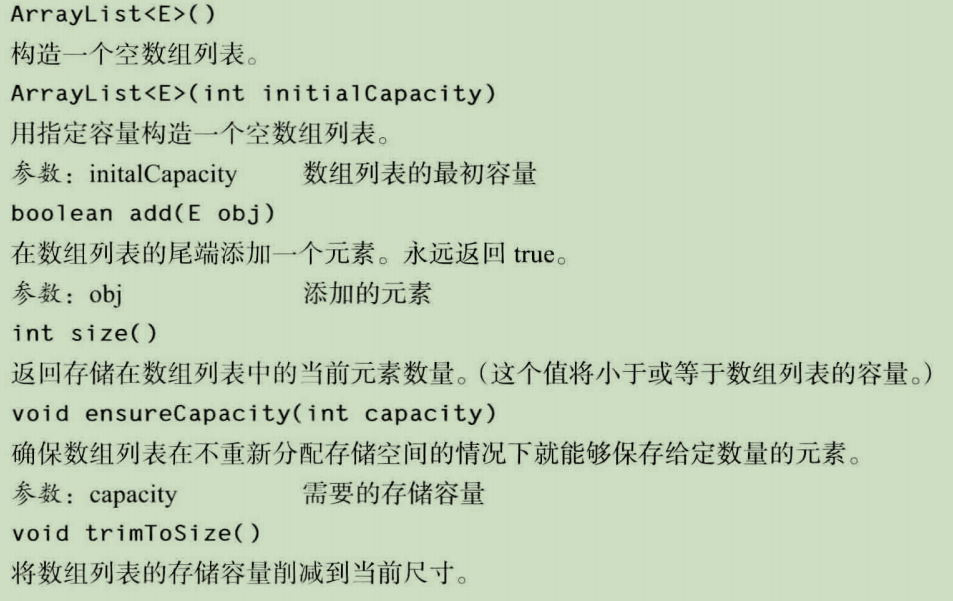 ArrayList<E>()
构造一个空数组列表。
ArrayList<E>(int initialCapacity)
用指定容量构造一个空数组列表。
参数：initalCapacity 数组列表的最初容量
boolean add(E obj)
在数组列表的尾端添加一个元素。永远返回 true。
参数：obj 添加的元素
int size()
返回存储在数组列表中的当前元素数量。（这个值将小于或等于数组列表的容量。）
void ensureCapacity(int capacity)
确保数组列表在不重新分配存储空间的情况下就能够保存给定数量的元素。
参数：capacity 需要的存储容量
void trimToSize()
将数组列表的存储容量削减到当前尺寸。